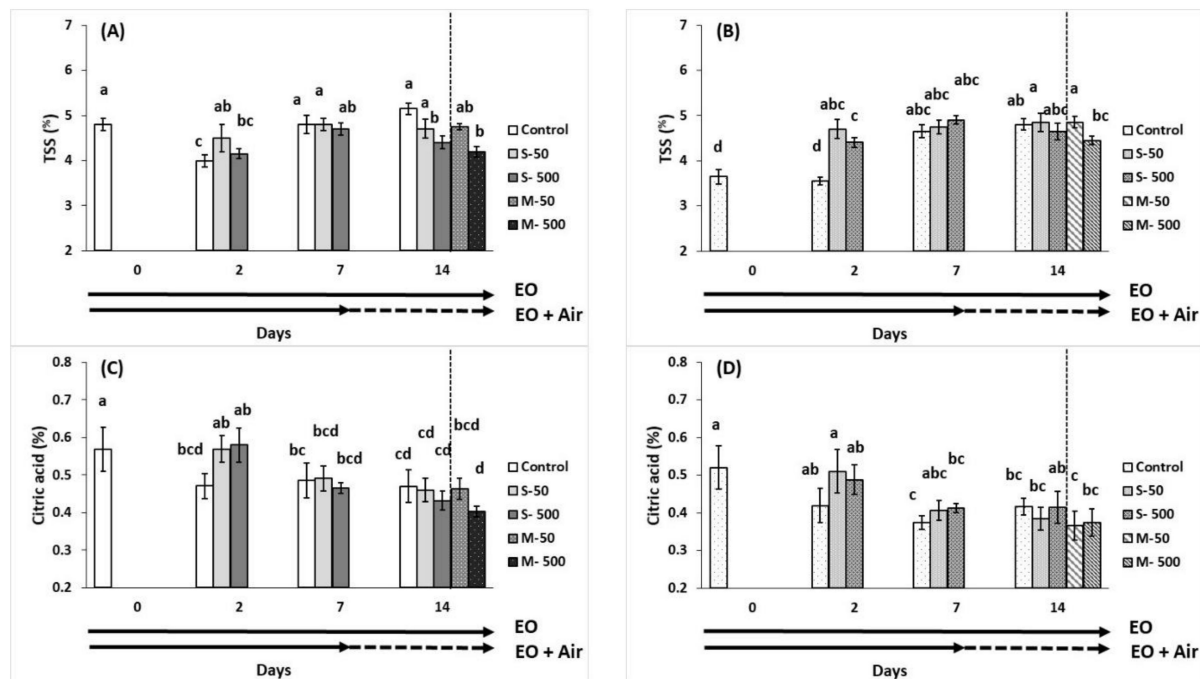 (A)
7
6
5
4
3
2
TSS (%)
a
c
ab
bc
a
a
ab
a
a
b
ab
b
Control
S-50
S- 500
M-50
M- 500
0 2 7 14
EO
EO + Air
Days
(B)
7
6
5
4
3
2
TSS (%)
d
d
abc
c
abc
abc
abc
ab
a
abc
a
bc
Control
S-50
S- 500
M-50
M- 500
0 2 7 14
EO
EO + Air
Days
(C)
0.8
0.7
0.6
0.5
0.4
0.3
0.2
Citric acid (%)
a
bcd
ab
ab
bc
bcd
bcd
cd
cd
cd
bcd
d
Control
S-50
S- 500
M-50
M- 500
0 2 7 14
EO
EO + Air
Days
(D)
0.8
0.7
0.6
0.5
0.4
0.3
0.2
Citric acid (%)
a
ab
a
ab
c
abc
bc
bc
bc
ab
c
bc
Control
S-50
S- 500
M-50
M- 500
0 2 7 14
EO
EO + Air
Days